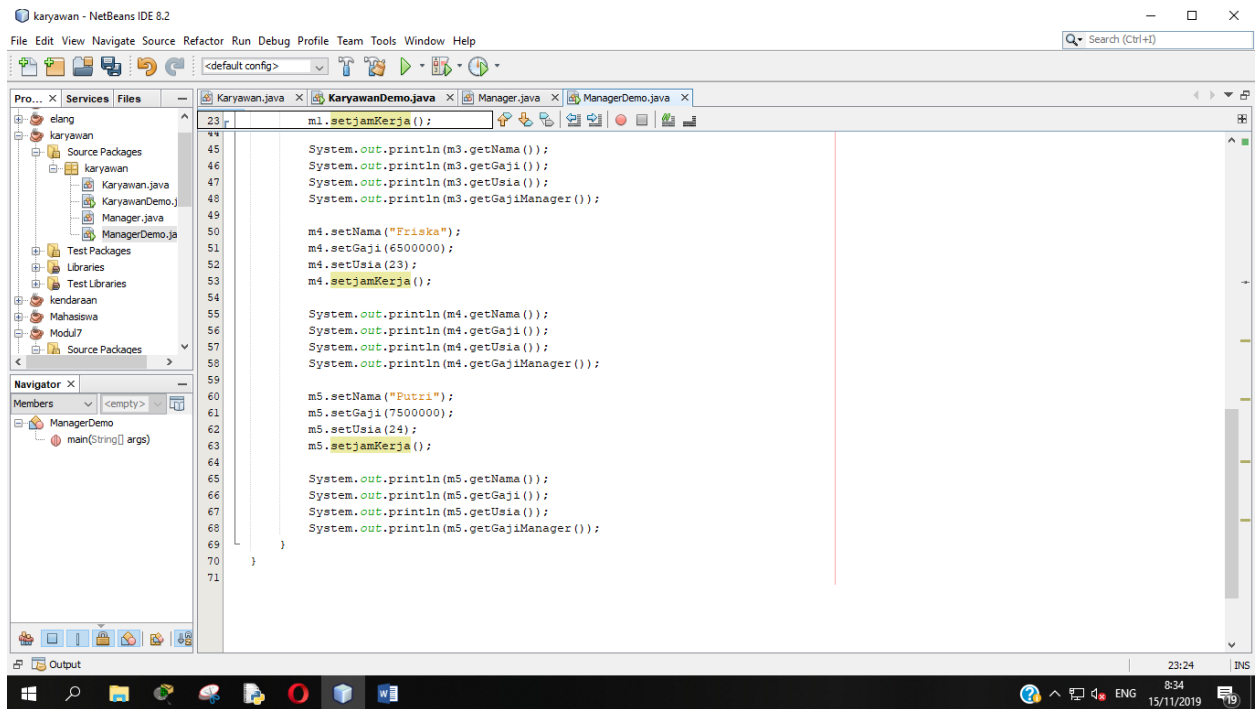 karyawan - NetBeans IDE 8.2
File Edit View Navigate Source Refactor Run Debug Profile Team Tools Window Help
Search (Ctrl+I)
<default config>
Pro... Services Files
Karyawan.java KaryawanDemo.java Manager.java ManagerDemo.java
elang
karyawan
Source Packages
karyawan
Karyawan.java
KaryawanDemo.j
Manager.java
ManagerDemo.ja
Test Packages
Libraries
Test Libraries
kendaraan
Mahasiswa
Modul7
Source Packages
Navigator
Members <empty>
ManagerDemo
main(String[] args)
23 m1.setjamKerja();
44
45 System.out.println(m3.getNama());
46 System.out.println(m3.getGaji());
47 System.out.println(m3.getUsia());
48 System.out.println(m3.getGajiManager());
49
50 m4.setNama("Friska");
51 m4.setGaji(6500000);
52 m4.setUsia(23);
53 m4.setjamKerja();
54
55 System.out.println(m4.getNama());
56 System.out.println(m4.getGaji());
57 System.out.println(m4.getUsia());
58 System.out.println(m4.getGajiManager());
59
60 m5.setNama("Putri");
61 m5.setGaji(7500000);
62 m5.setUsia(24);
63 m5.setjamKerja();
64
65 System.out.println(m5.getNama());
66 System.out.println(m5.getGaji());
67 System.out.println(m5.getUsia());
68 System.out.println(m5.getGajiManager());
69 }
70 }
71
Output
23:24 INS
ENG
8:34
15/11/2019
19